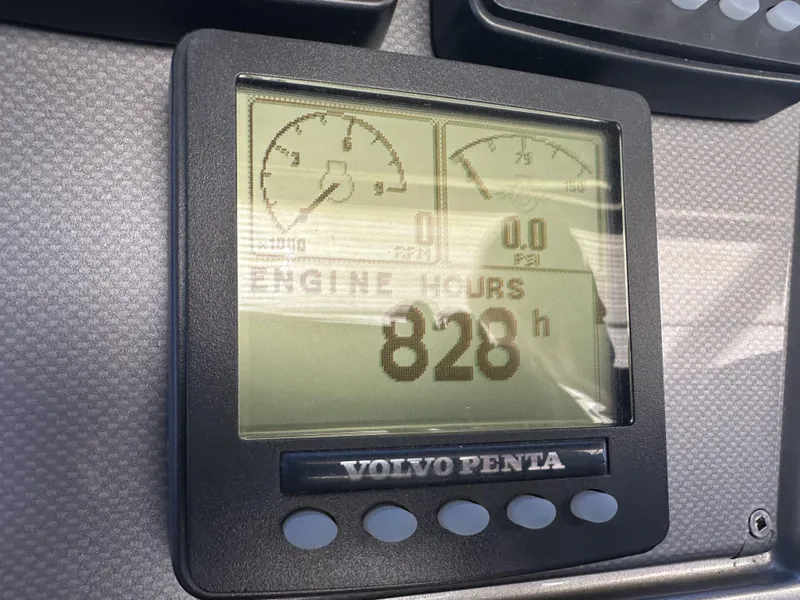 3
6
9
x1000
0
RPM
75
150
0.0
PSI
ENGINE HOURS
828 h
VOLVO PENTA